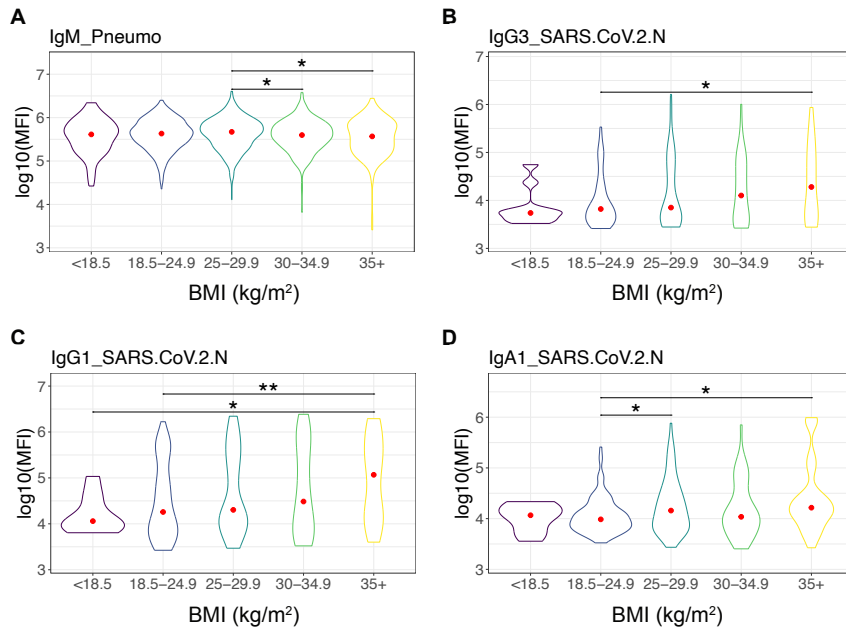 A
IgM_Pneumo
7
6
5
4
3
log10(MFI)
*
*
<18.5 18.5–24.9 25–29.9 30–34.9 35+
BMI (kg/m²)
B
IgG3_SARS.CoV.2.N
7
6
5
4
3
log10(MFI)
*
<18.5 18.5–24.9 25–29.9 30–34.9 35+
BMI (kg/m²)
C
IgG1_SARS.CoV.2.N
7
6
5
4
3
log10(MFI)
**
*
<18.5 18.5–24.9 25–29.9 30–34.9 35+
BMI (kg/m²)
D
IgA1_SARS.CoV.2.N
6
5
4
3
log10(MFI)
*
*
<18.5 18.5–24.9 25–29.9 30–34.9 35+
BMI (kg/m²)